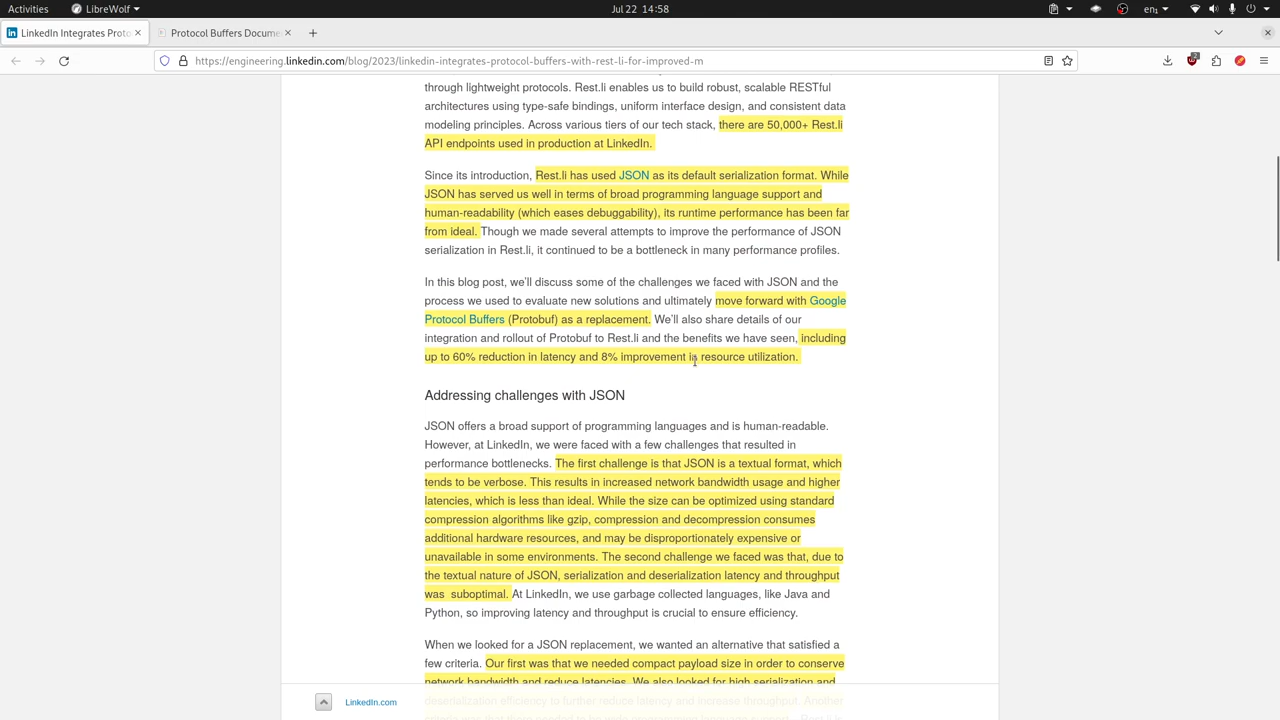 Activities LibreWolf Jul 22 14:58 en
LinkedIn Integrates Proto Protocol Buffers Docume
https://engineering.linkedin.com/blog/2023/linkedin-integrates-protocol-buffers-with-rest-li-for-improved-m
through lightweight protocols. Rest.li enables us to build robust, scalable RESTful
architectures using type-safe bindings, uniform interface design, and consistent data
modeling principles. Across various tiers of our tech stack, there are 50,000+ Rest.li
API endpoints used in production at LinkedIn.
Since its introduction, Rest.li has used JSON as its default serialization format. While
JSON has served us well in terms of broad programming language support and
human-readability (which eases debuggability), its runtime performance has been far
from ideal. Though we made several attempts to improve the performance of JSON
serialization in Rest.li, it continued to be a bottleneck in many performance profiles.
In this blog post, we’ll discuss some of the challenges we faced with JSON and the
process we used to evaluate new solutions and ultimately move forward with Google
Protocol Buffers (Protobuf) as a replacement. We’ll also share details of our
integration and rollout of Protobuf to Rest.li and the benefits we have seen, including
up to 60% reduction in latency and 8% improvement in resource utilization.
Addressing challenges with JSON
JSON offers a broad support of programming languages and is human-readable.
However, at LinkedIn, we were faced with a few challenges that resulted in
performance bottlenecks. The first challenge is that JSON is a textual format, which
tends to be verbose. This results in increased network bandwidth usage and higher
latencies, which is less than ideal. While the size can be optimized using standard
compression algorithms like gzip, compression and decompression consumes
additional hardware resources, and may be disproportionately expensive or
unavailable in some environments. The second challenge we faced was that, due to
the textual nature of JSON, serialization and deserialization latency and throughput
was suboptimal. At LinkedIn, we use garbage collected languages, like Java and
Python, so improving latency and throughput is crucial to ensure efficiency.
When we looked for a JSON replacement, we wanted an alternative that satisfied a
few criteria. Our first was that we needed compact payload size in order to conserve
network bandwidth and reduce latencies. We also looked for high serialization and
deserialization efficiency to further reduce latency and increase throughput. Another
LinkedIn.com